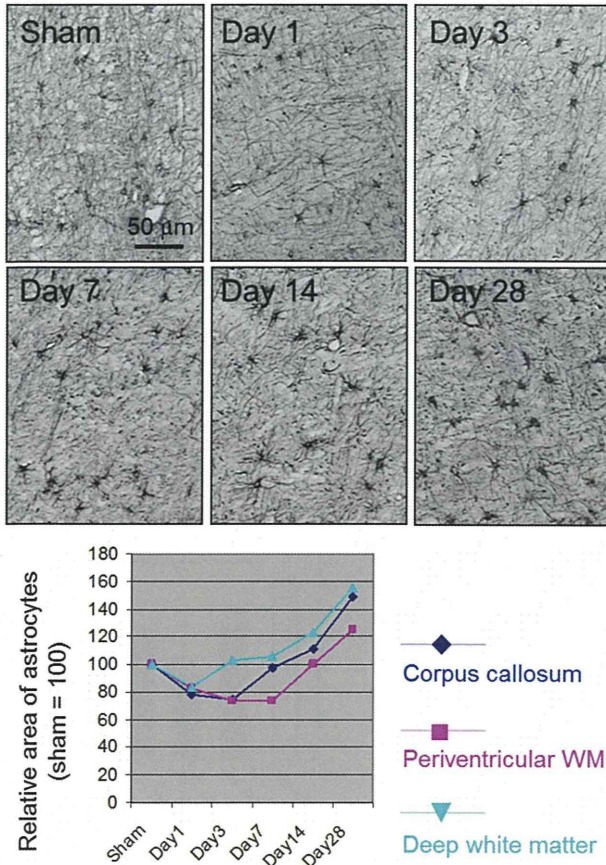 Sham
Day 1
Day 3
50 µm
Day 7
Day 14
Day 28
Relative area of astrocytes
(sham = 100)
180
160
140
120
100
80
60
40
20
0
Sham
Day1
Day3
Day7
Day14
Day28
Corpus callosum
Periventricular WM
Deep white matter